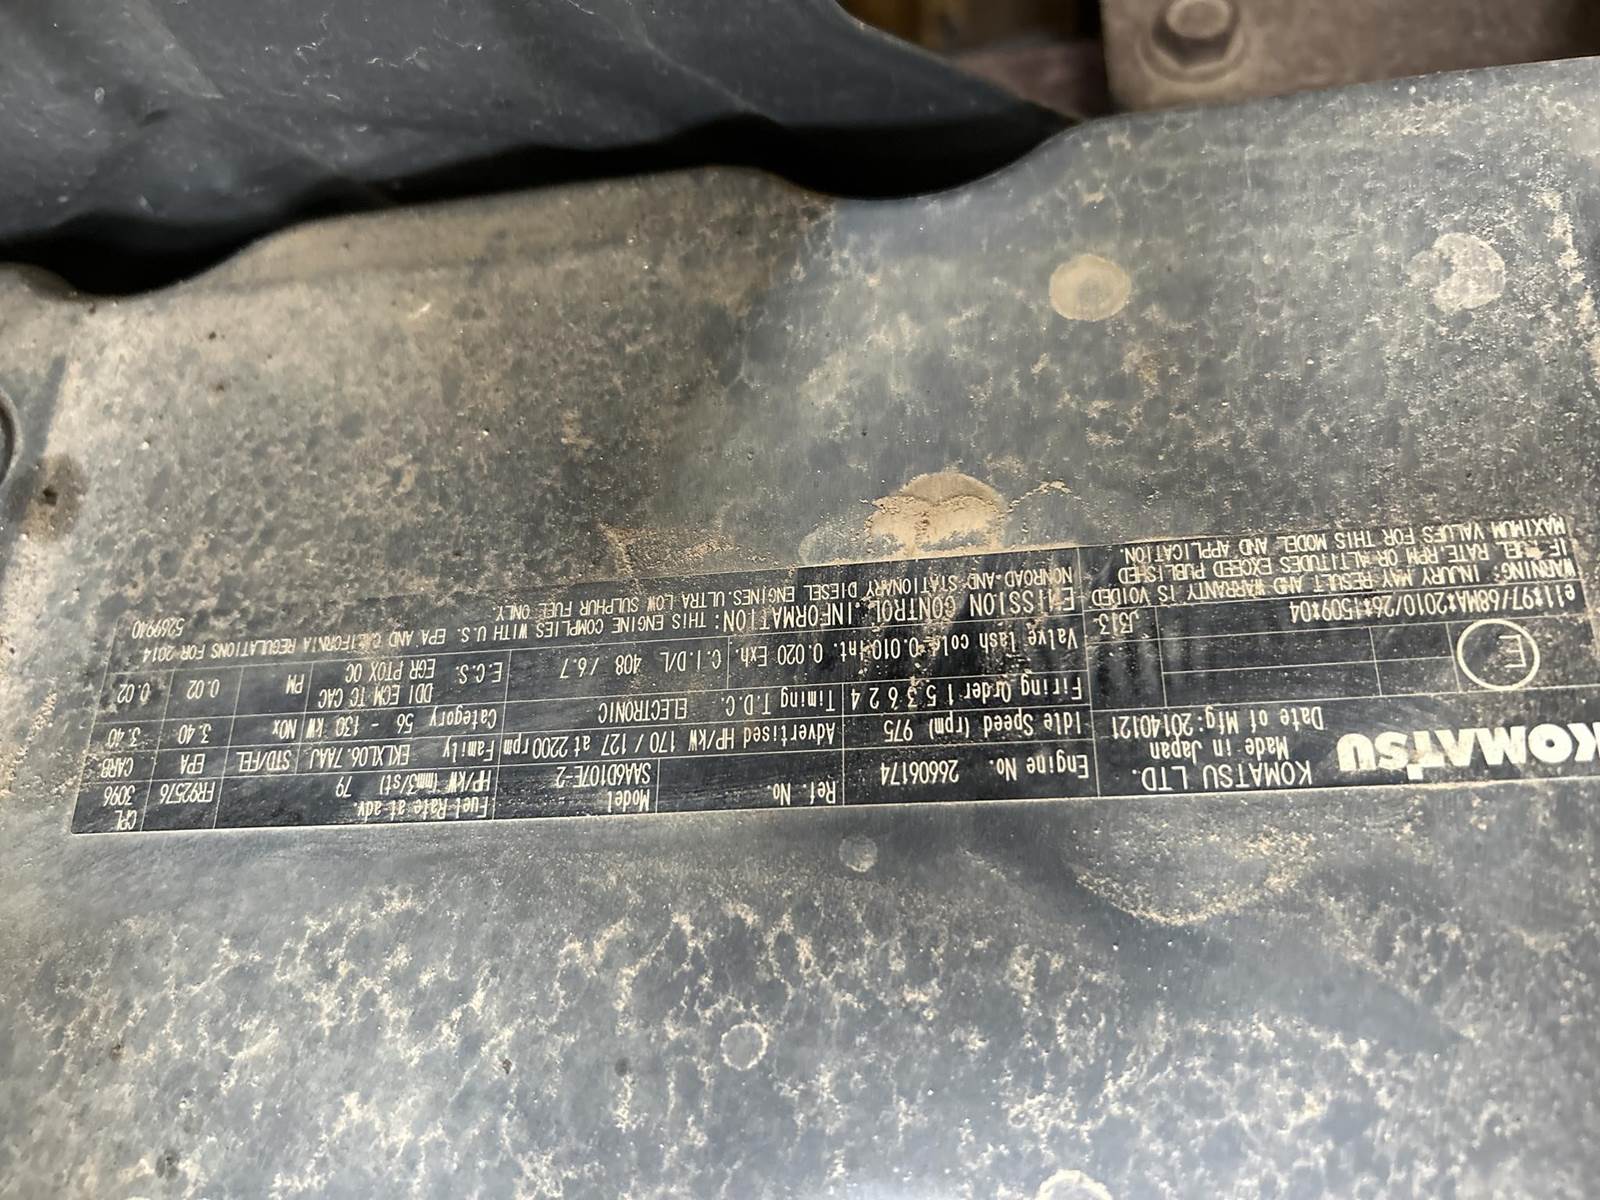 KOMATSU
KOMATSU LTD.
Made in Japan
Date of Mfg: 20140121
E
e11*97/68MA*2010/26*1509*04
J513
WARNING: INJURY MAY RESULT AND WARRANTY IS VOIDED
IF FUEL RATE, RPM OR ALTITUDES EXCEED PUBLISHED
MAXIMUM VALUES FOR THIS MODEL AND APPLICATION.
Engine No. 26606174
Ref. No.
Model SAA6D107E-2
Fuel Rate at adv HP/kW (mm3/st) 79
FR92576
CPL 3096
Idle Speed (rpm) 975
Advertised HP/kW 170 / 127 at 2200 rpm
Family EKLXL06.7AAJ
STD/FEL
EPA
CARB
Firing Order 1 5 3 6 2 4
Timing T.D.C. ELECTRONIC
Category 56 - 130 kW
NOx
3.40
3.40
Valve lash cold 0.010 Int. 0.020 Exh.
C.I.D/L 408 / 6.7
E.C.S. DDI ECM TC CAC
EGR PTOX OC
PM
0.02
0.02
EMISSION CONTROL INFORMATION: THIS ENGINE COMPLIES WITH U.S. EPA AND CALIFORNIA REGULATIONS FOR 2014
NONROAD AND STATIONARY DIESEL ENGINES. ULTRA LOW SULPHUR FUEL ONLY.
5269940